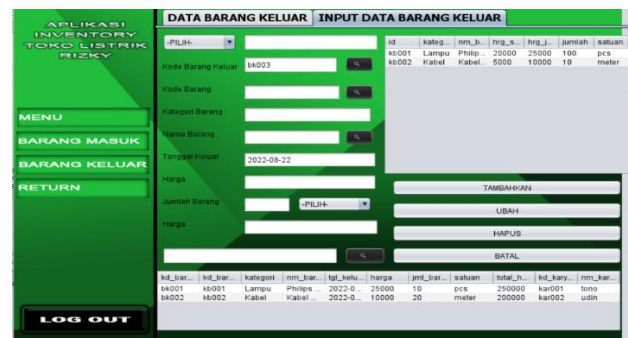 APLIKASI
INVENTORY
TOKO LISTRIK
RIZKY
MENU
BARANG MASUK
BARANG KELUAR
RETURN
LOG OUT
DATA BARANG KELUAR INPUT DATA BARANG KELUAR
-PILIH-
Kode Barang Keluar bk003
Kode Barang
Kategori Barang
Nama Barang
Tanggal Keluar 2022-08-22
Harga
Jumlah Barang -PILIH-
Harga
id kateg... nm_b... hrg_s... hrg_j... jumlah satuan
kb001 Lampu Philip... 20000 25000 100 pcs
kb002 Kabel Kabel... 5000 10000 10 meter
TAMBAHKAN
UBAH
HAPUS
BATAL
kd_bar... kd_bar... kategori nm_bar... tgl_kelu... harga jml_bar... satuan total_h... kd_kary... nm_kar...
bk001 kb001 Lampu Philips ... 2022-0... 25000 10 pcs 250000 kar001 tono
bk002 kb002 Kabel Kabel ... 2022-0... 10000 20 meter 200000 kar002 udin